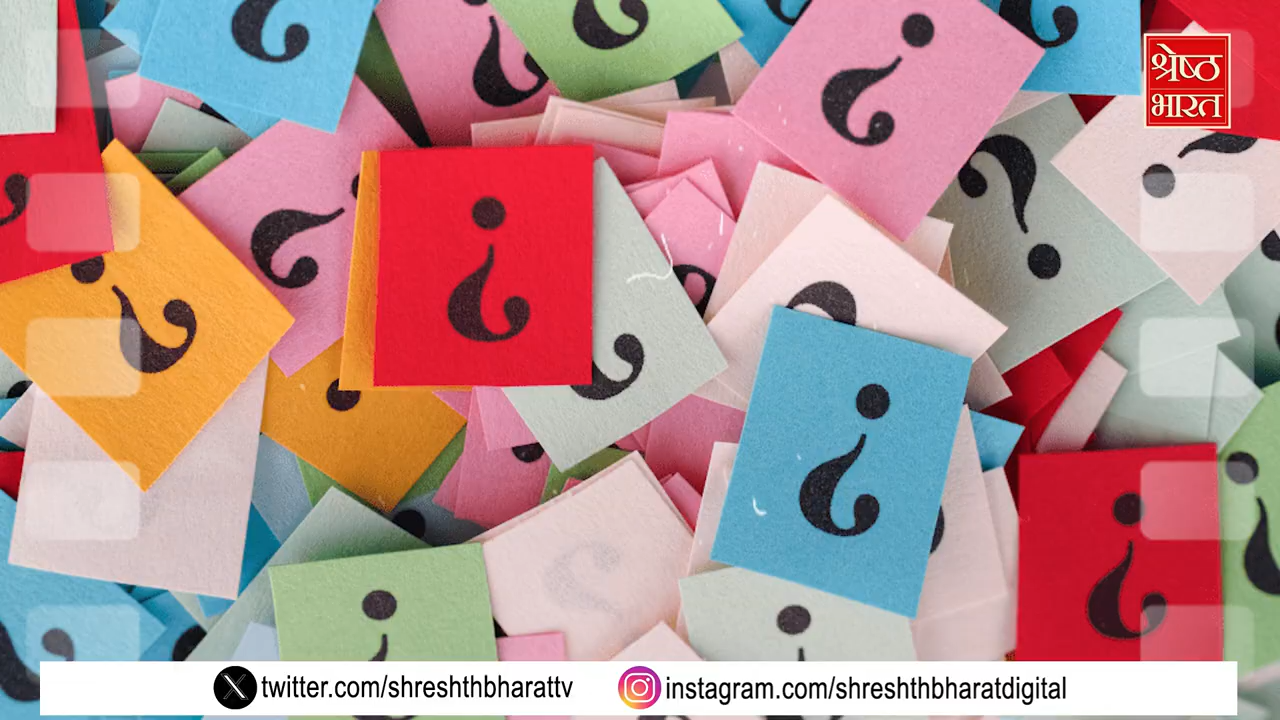 श्रेष्ठ
भारत
twitter.com/shreshthbharattv
instagram.com/shreshthbharatdigital